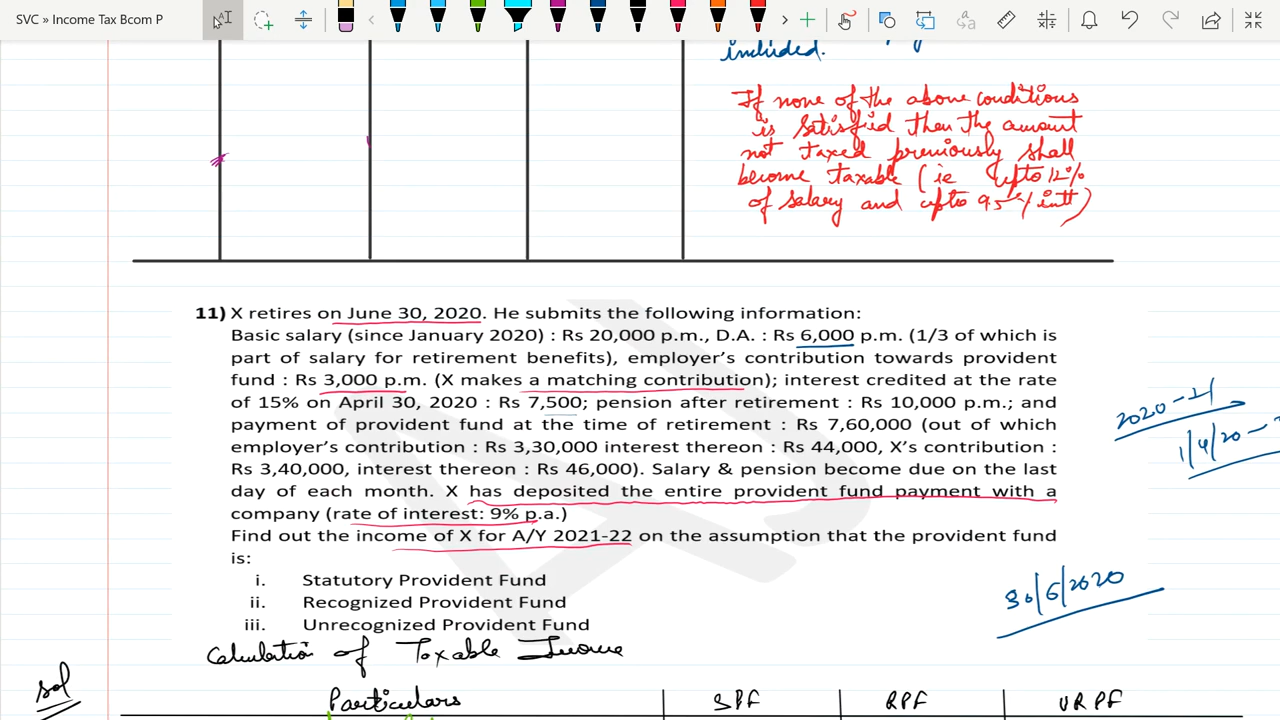 SVC » Income Tax Bcom P
included.
If none of the above conditions
is satisfied then the amount
not taxed previously shall
become taxable (ie upto 12%
of salary and upto 9.5% intt)
11) X retires on June 30, 2020. He submits the following information:
Basic salary (since January 2020) : Rs 20,000 p.m., D.A. : Rs 6,000 p.m. (1/3 of which is
part of salary for retirement benefits), employer's contribution towards provident
fund : Rs 3,000 p.m. (X makes a matching contribution); interest credited at the rate
of 15% on April 30, 2020 : Rs 7,500; pension after retirement : Rs 10,000 p.m.; and
payment of provident fund at the time of retirement : Rs 7,60,000 (out of which
employer's contribution : Rs 3,30,000 interest thereon : Rs 44,000, X's contribution :
Rs 3,40,000, interest thereon : Rs 46,000). Salary & pension become due on the last
day of each month. X has deposited the entire provident fund payment with a
company (rate of interest: 9% p.a.)
Find out the income of X for A/Y 2021-22 on the assumption that the provident fund
is:
i. Statutory Provident Fund
ii. Recognized Provident Fund
iii. Unrecognized Provident Fund
2020-21
1/4/20 -
30/6/2020
Calculation of Taxable Income
Sol
Particulars SPF RPF URPF